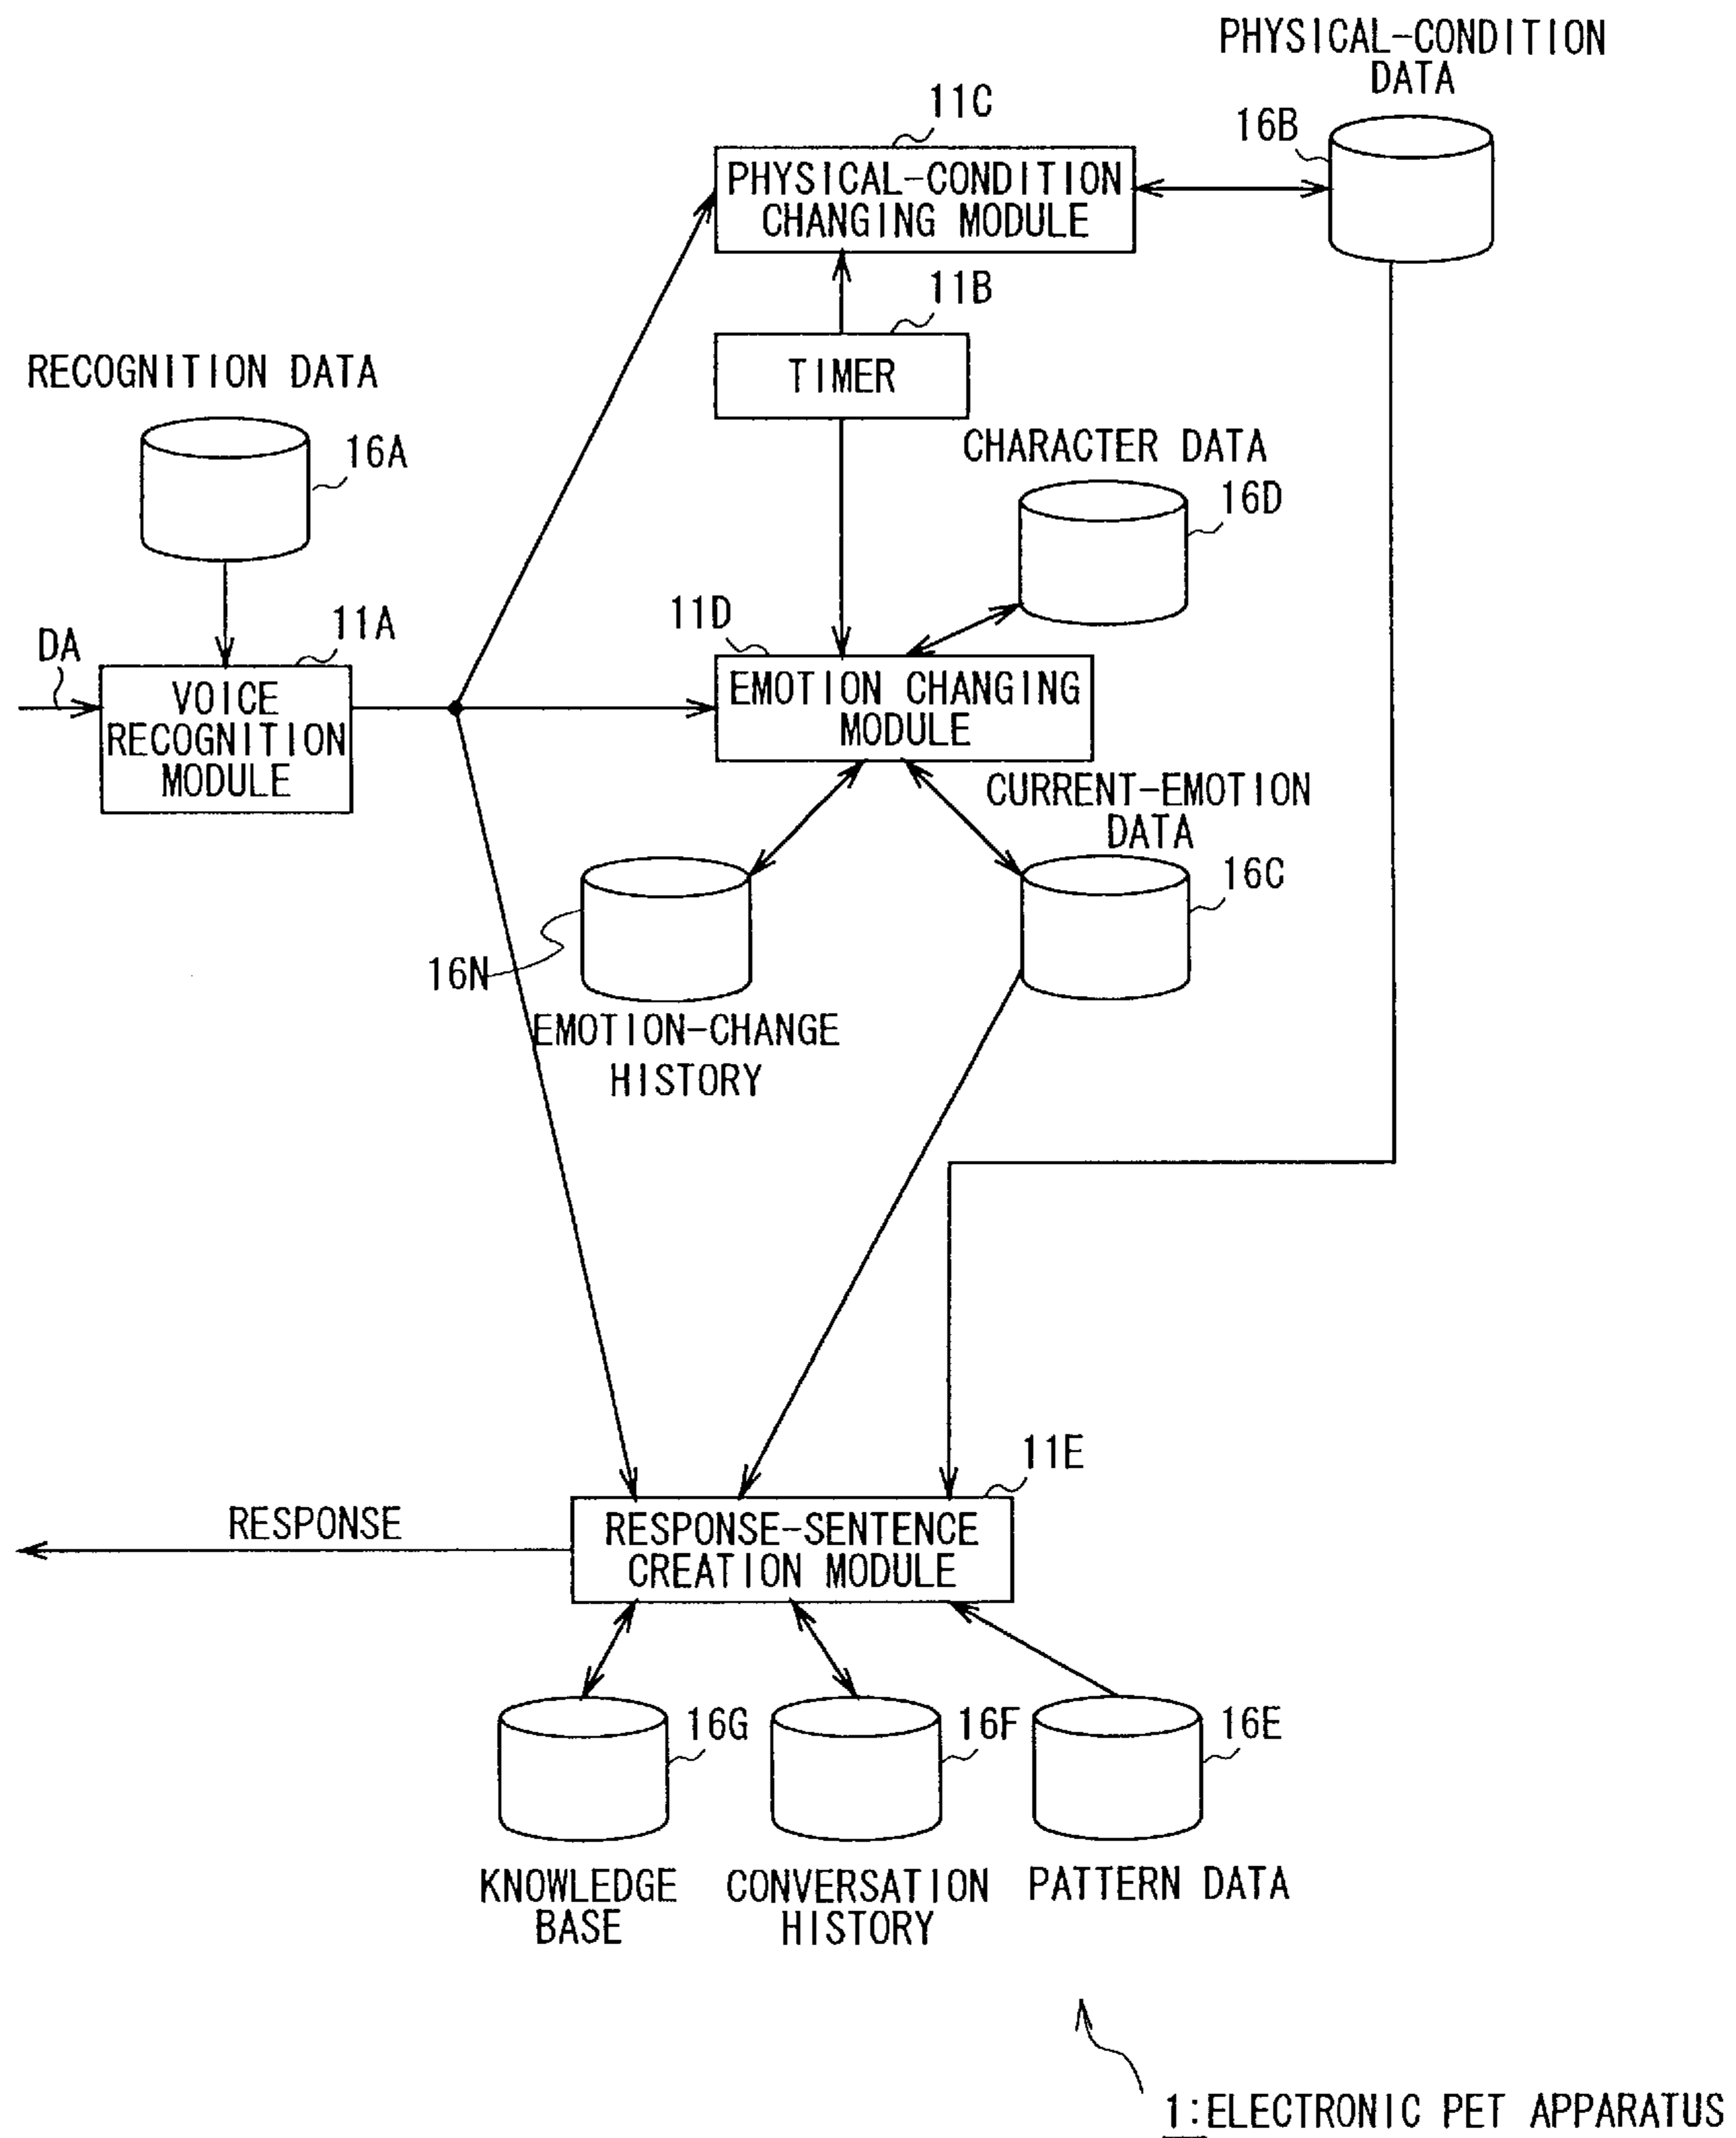 PHYSICAL-CONDITION
DATA
11C
16B
PHYSICAL-CONDITION
CHANGING MODULE
11B
TIMER
RECOGNITION DATA
16A
CHARACTER DATA
16D
DA
11A
11D
VOICE
RECOGNITION
MODULE
EMOTION CHANGING
MODULE
CURRENT-EMOTION
DATA
16C
16N
EMOTION-CHANGE
HISTORY
11E
RESPONSE
RESPONSE-SENTENCE
CREATION MODULE
16G
16F
16E
KNOWLEDGE
BASE
CONVERSATION
HISTORY
PATTERN DATA
1:ELECTRONIC PET APPARATUS